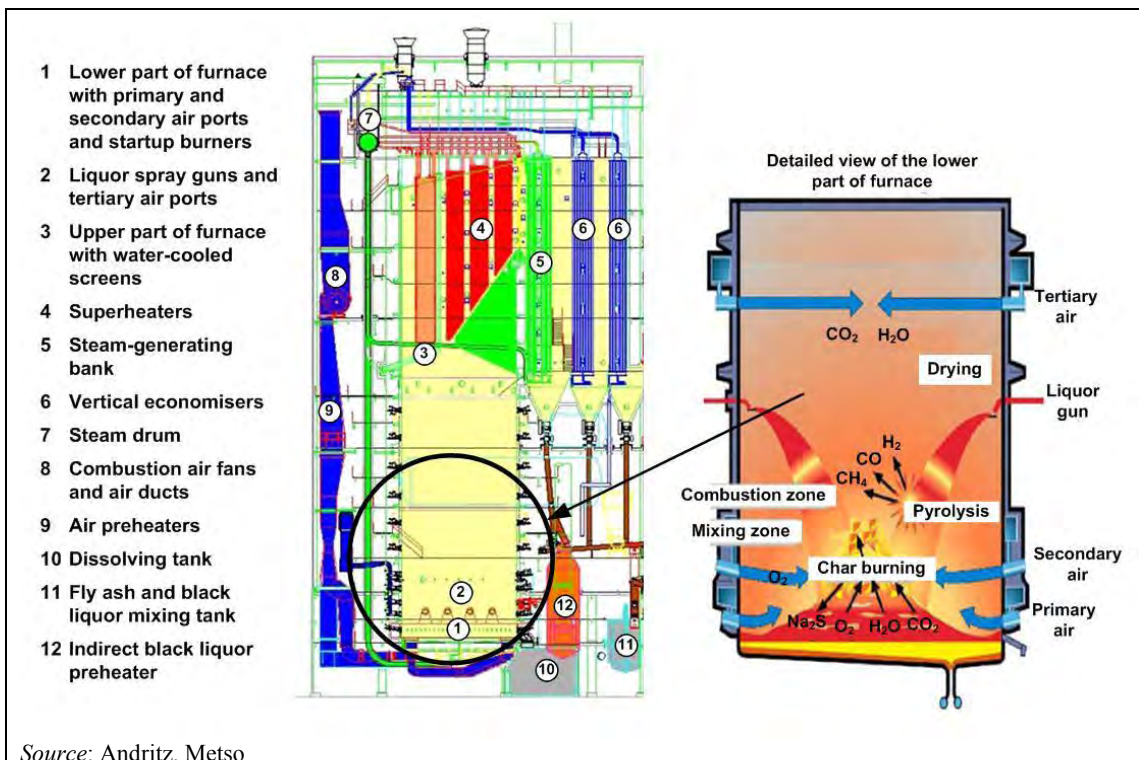 1 Lower part of furnace
with primary and
secondary air ports
and startup burners
2 Liquor spray guns and
tertiary air ports
3 Upper part of furnace
with water-cooled
screens
4 Superheaters
5 Steam-generating
bank
6 Vertical economisers
7 Steam drum
8 Combustion air fans
and air ducts
9 Air preheaters
10 Dissolving tank
11 Fly ash and black
liquor mixing tank
12 Indirect black liquor
preheater
7
4
6
6
5
8
3
9
2
12
1
11
10
Detailed view of the lower
part of furnace
Tertiary
air
CO₂ H₂O
Drying
Liquor
gun
H₂
CO
CH₄
Combustion zone
Pyrolysis
Mixing zone
Char burning
Secondary
air
O₂
Primary
air
Na₂S O₂ H₂O CO₂
Source: Andritz, Metso